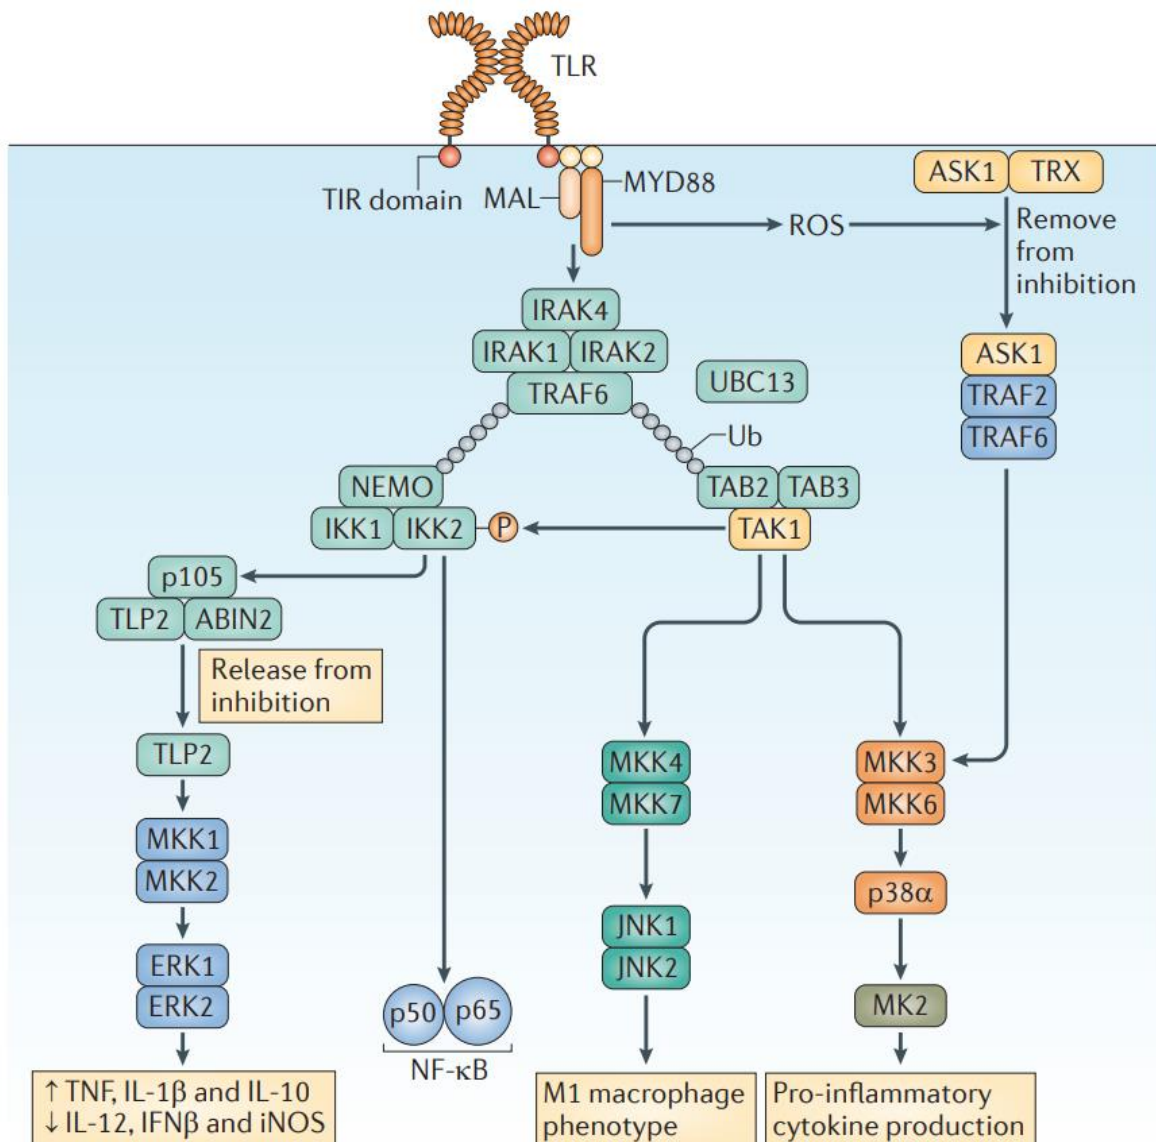 TLR
TIR domain
MAL
MYD88
ROS
ASK1
TRX
Remove
from
inhibition
IRAK4
IRAK1
IRAK2
TRAF6
UBC13
Ub
ASK1
TRAF2
TRAF6
NEMO
IKK1
IKK2
P
TAB2
TAB3
TAK1
p105
TLP2
ABIN2
Release from
inhibition
TLP2
MKK1
MKK2
ERK1
ERK2
↑ TNF, IL-1β and IL-10
↓ IL-12, IFNβ and iNOS
p50
p65
NF-κB
MKK4
MKK7
JNK1
JNK2
M1 macrophage
phenotype
MKK3
MKK6
p38α
MK2
Pro-inflammatory
cytokine production